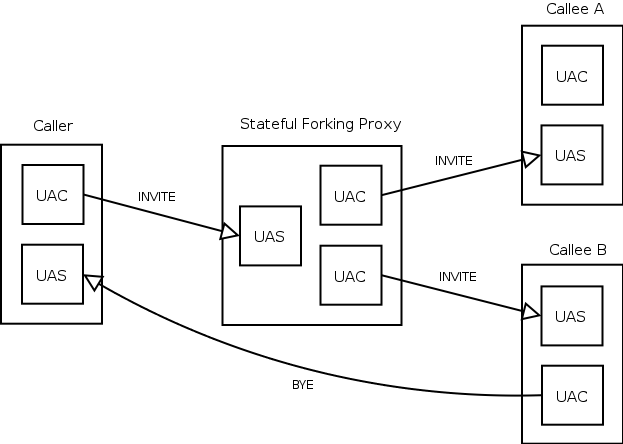 Callee A
UAC
UAS
Caller
UAC
UAS
INVITE
Stateful Forking Proxy
UAS
UAC
UAC
INVITE
INVITE
Callee B
UAS
UAC
BYE